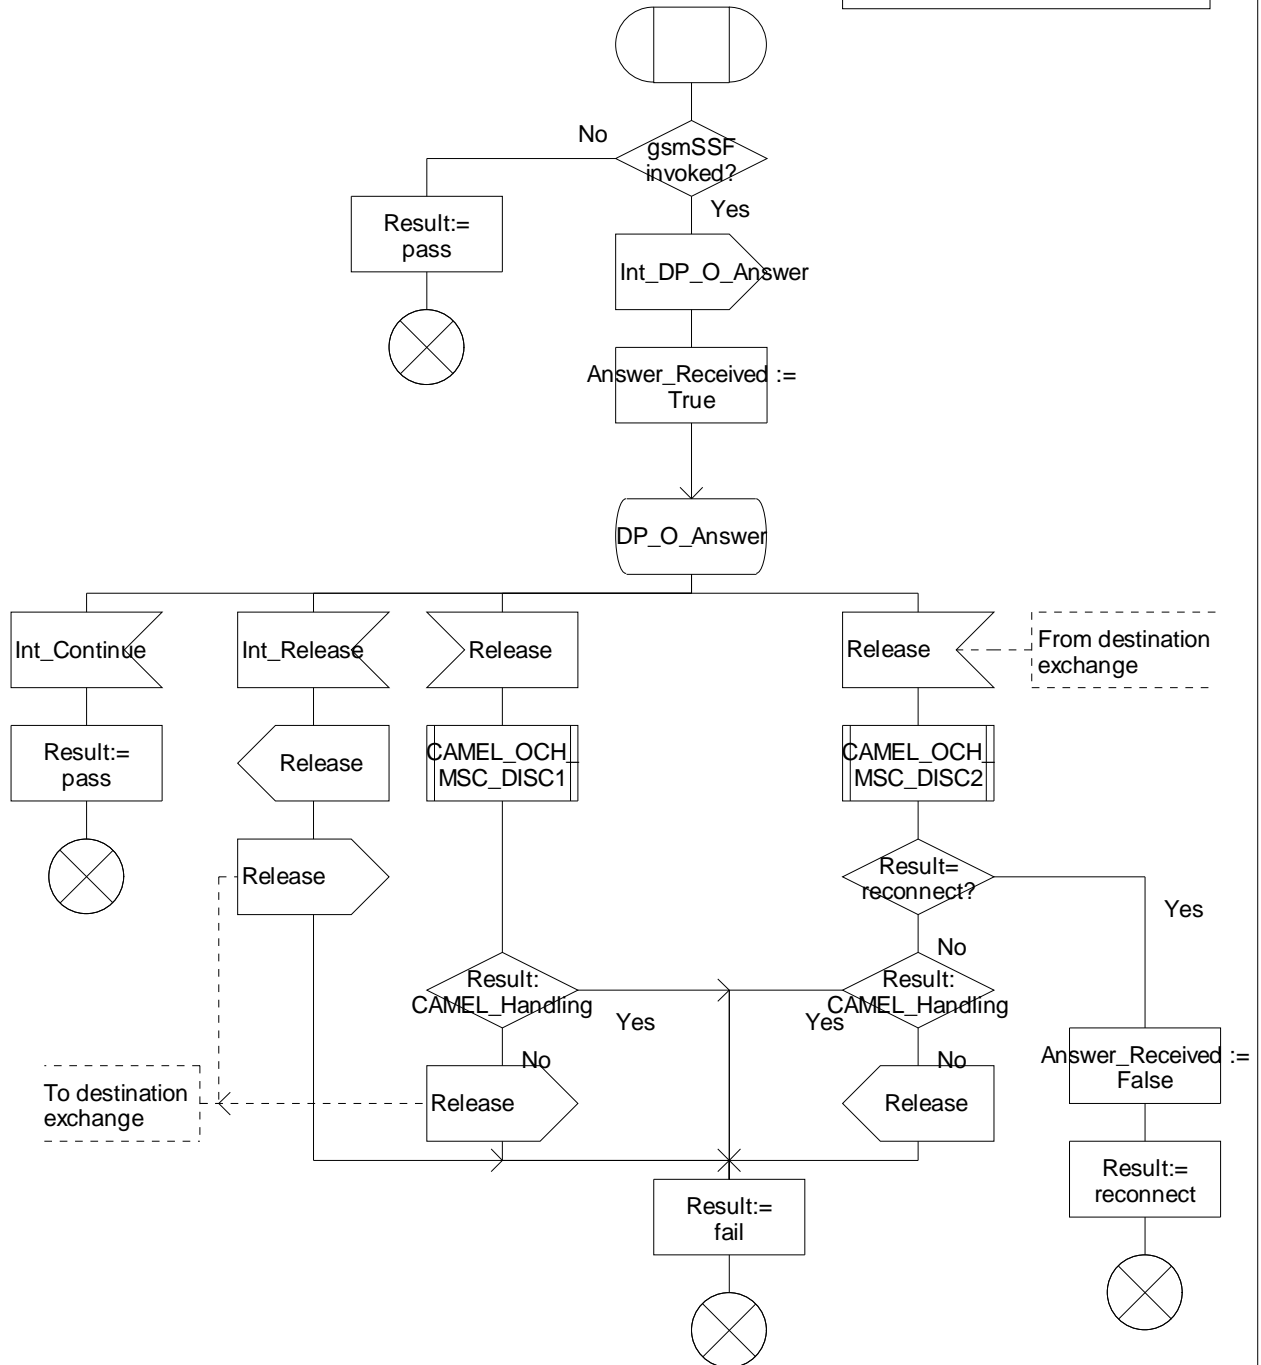 No
gsmSSF
invoked?
Yes
Result:=
pass
Int_DP_O_Answer
Answer_Received :=
True
DP_O_Answer
Int_Continue
Int_Release
Release
Release
From destination
exchange
Result:=
pass
Release
CAMEL_OCH_
MSC_DISC1
CAMEL_OCH_
MSC_DISC2
Release
Result=
reconnect?
Yes
No
Result:
CAMEL_Handling
Yes
Result:
CAMEL_Handling
Yes
No
No
To destination
exchange
Release
Release
Answer_Received :=
False
Result:=
fail
Result:=
reconnect